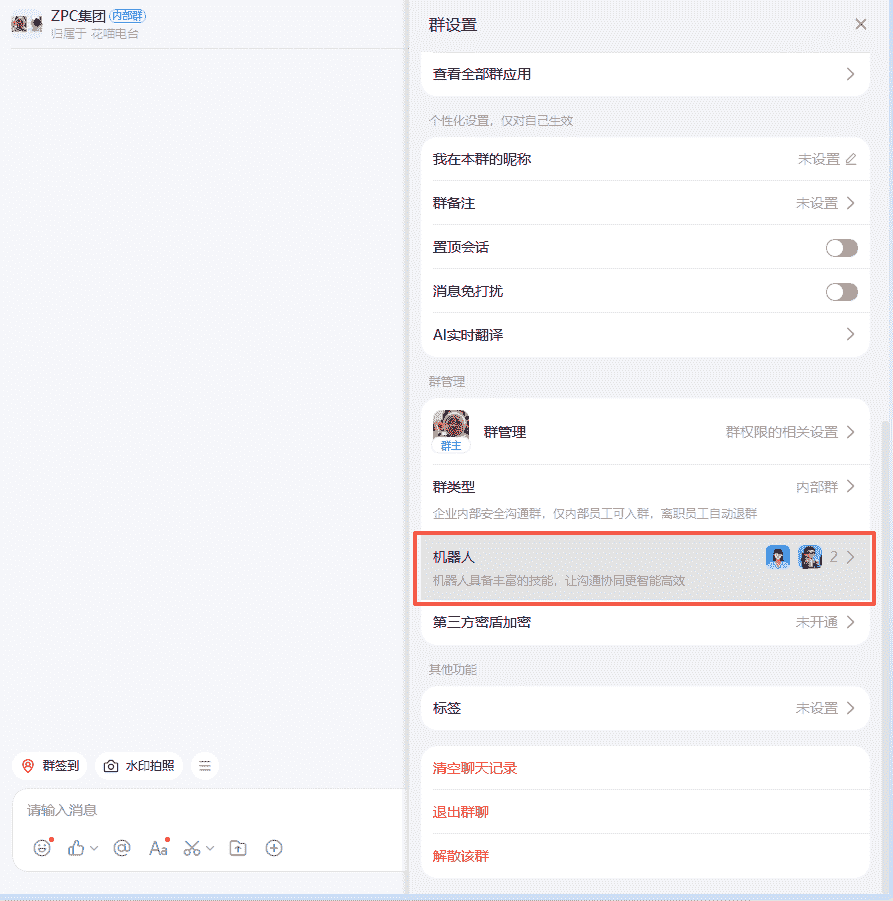 ZPC集团 内部群
归属于 花喵电台
群设置
查看全部群应用
个性化设置，仅对自己生效
我在本群的昵称 未设置
群备注 未设置
置顶会话
消息免打扰
AI实时翻译
群管理
群主 群管理 群权限的相关设置
群类型 内部群
企业内部安全沟通群，仅内部员工可入群，离职员工自动退群
机器人 2
机器人具备丰富的技能，让沟通协同更智能高效
第三方密盾加密 未开通
其他功能
标签 未设置
清空聊天记录
退出群聊
解散该群
群签到 水印拍照
请输入消息
Aa